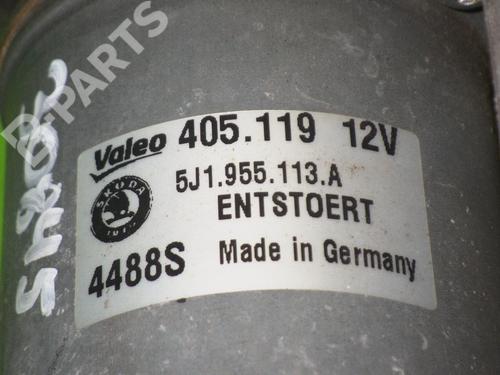 Valeo 405.119 12V
5J1.955.113.A
SKODA
ENTSTOERT
4488S Made in Germany
B-PARTS